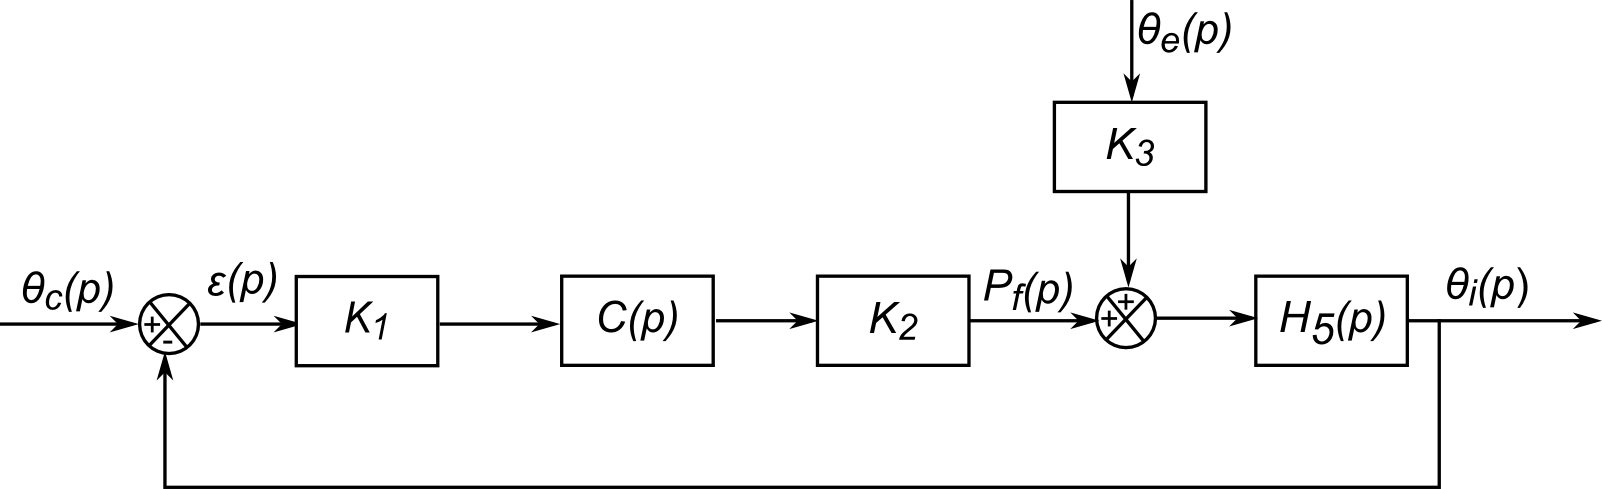 θe(p)
K3
θc(p)
+
-
ε(p)
K1
C(p)
K2
Pf(p)
+
+
H5(p)
θi(p)